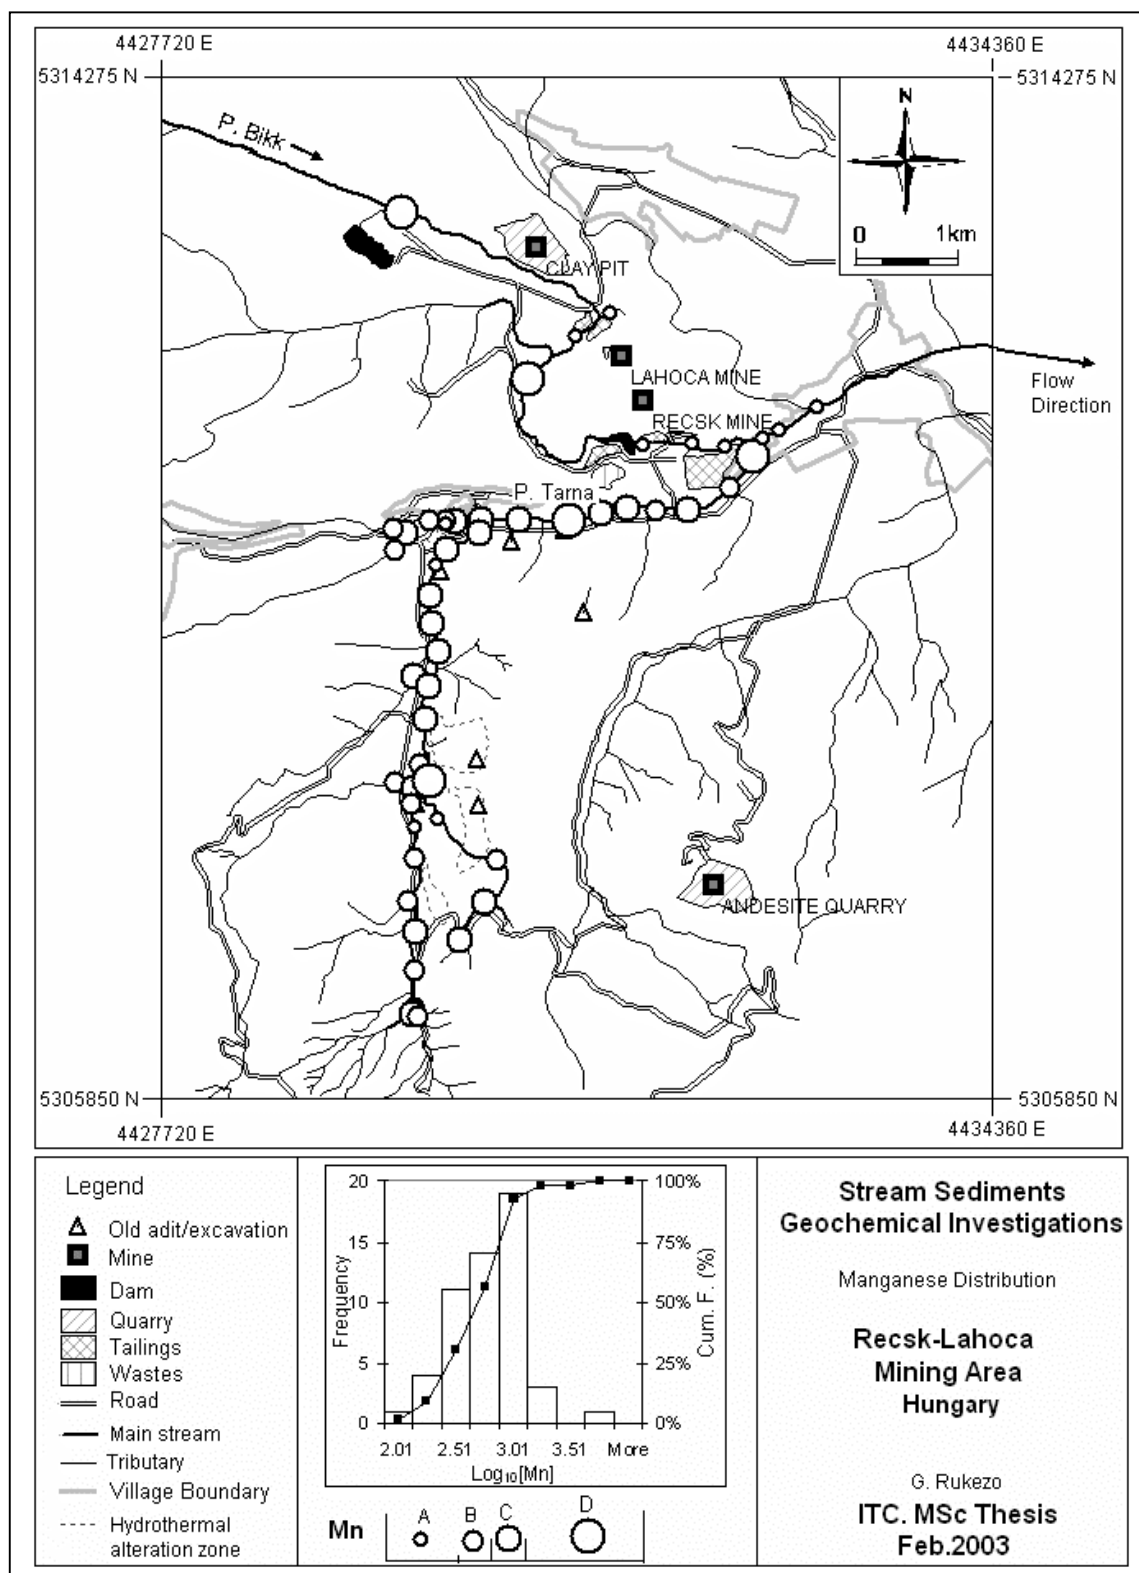 4427720 E
4434360 E
5314275 N
5314275 N
N
P. Bikk
0 1km
CLAY PIT
LAHOCA MINE
Flow
Direction
RECSK MINE
P. Tarna
ANDESITE QUARRY
5305850 N
5305850 N
4427720 E
4434360 E
Legend
Old adit/excavation
Mine
Dam
Quarry
Tailings
Wastes
Road
Main stream
Tributary
Village Boundary
Hydrothermal
alteration zone
20
15
10
5
0
Frequency
100%
75%
50%
25%
0%
Cum. F. (%)
2.01 2.51 3.01 3.51 More
Log₁₀[Mn]
Mn
A B C D
Stream Sediments
Geochemical Investigations
Manganese Distribution
Recsk-Lahoca
Mining Area
Hungary
G. Rukezo
ITC. MSc Thesis
Feb.2003